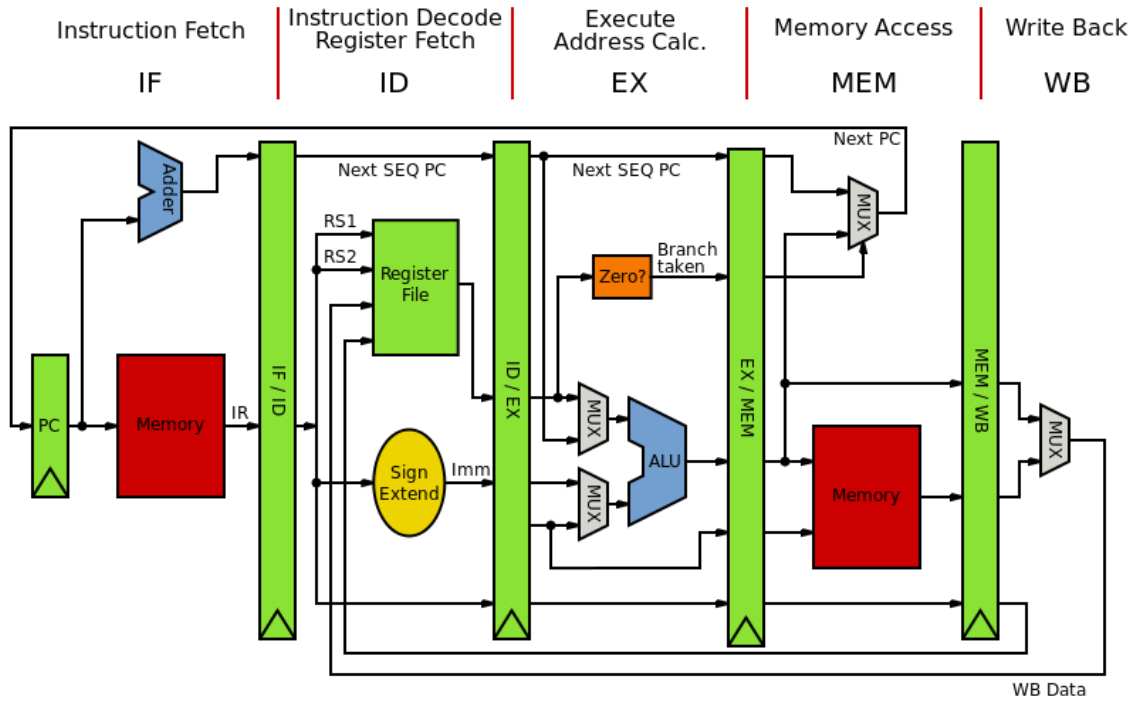 Instruction Fetch
IF
Instruction Decode
Register Fetch
ID
Execute
Address Calc.
EX
Memory Access
MEM
Write Back
WB
Next PC
Adder
Next SEQ PC
Next SEQ PC
MUX
RS1
RS2
Register
File
Branch
taken
Zero?
PC
Memory
IR
IF / ID
ID / EX
EX / MEM
MEM / WB
MUX
ALU
MUX
Sign
Extend
Imm
Memory
MUX
WB Data